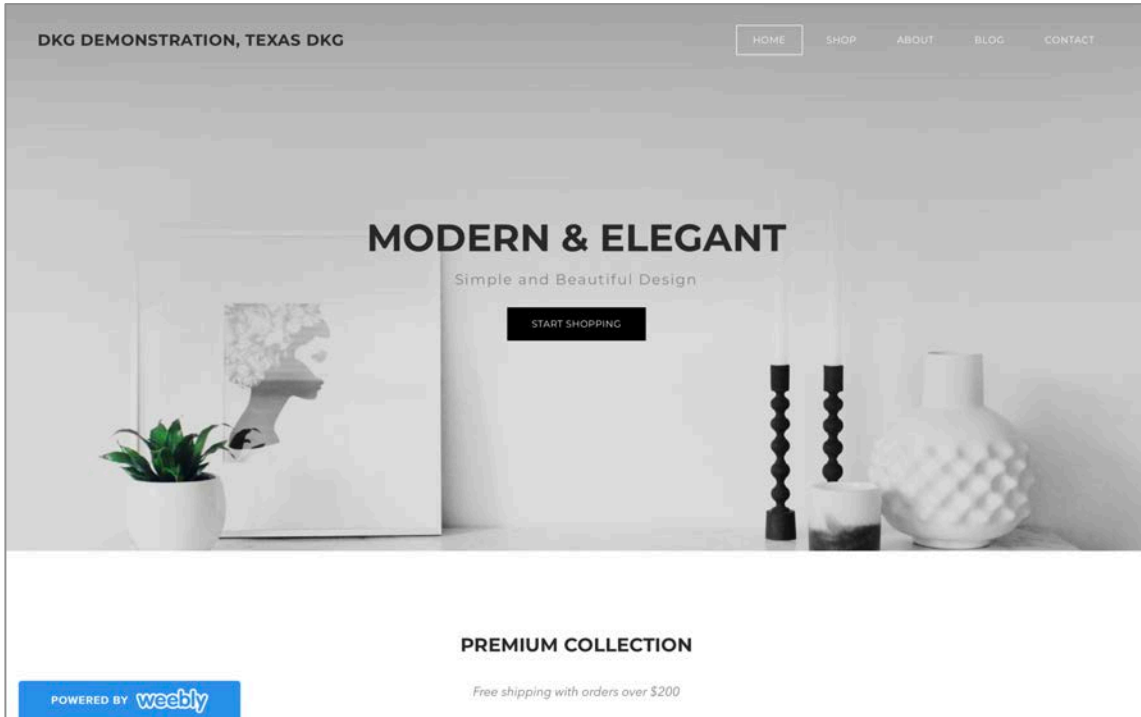 DKG DEMONSTRATION, TEXAS DKG
HOME SHOP ABOUT BLOG CONTACT
MODERN & ELEGANT
Simple and Beautiful Design
START SHOPPING
PREMIUM COLLECTION
Free shipping with orders over $200
POWERED BY weebly